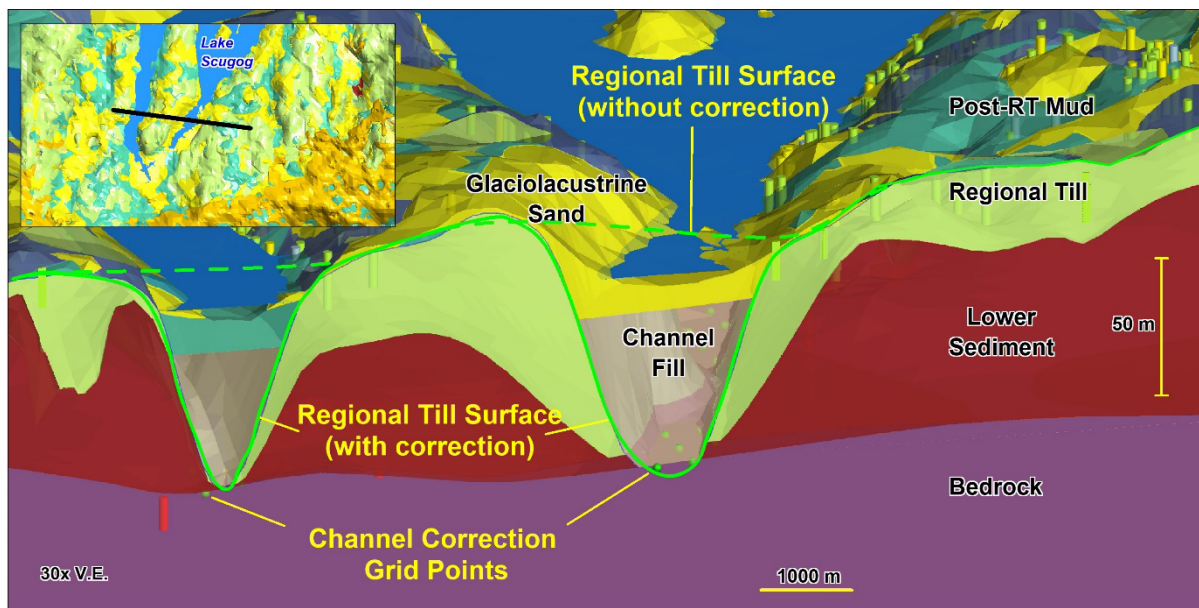 Lake
Scugog
Regional Till Surface
(without correction)
Post-RT Mud
Glaciolacustrine
Sand
Regional Till
Channel
Fill
Lower
Sediment
50 m
Regional Till Surface
(with correction)
Bedrock
Channel Correction
Grid Points
30x V.E.
1000 m